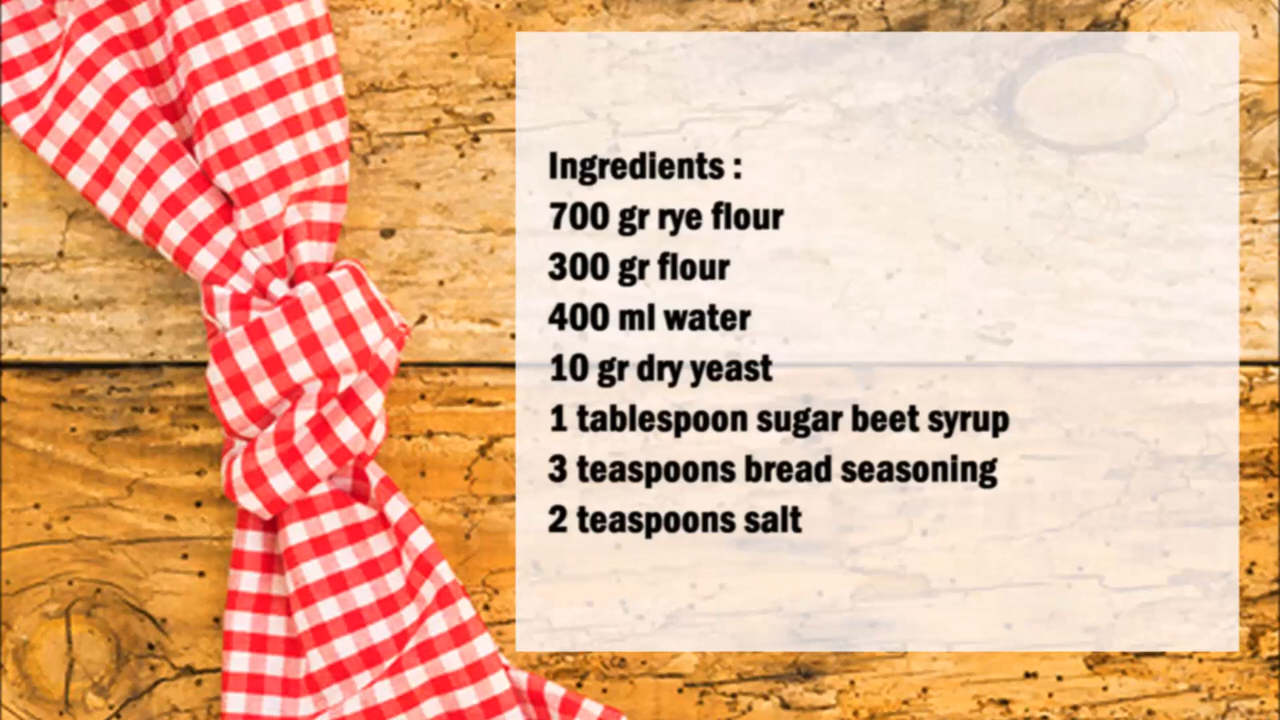 Ingredients :
700 gr rye flour
300 gr flour
400 ml water
10 gr dry yeast
1 tablespoon sugar beet syrup
3 teaspoons bread seasoning
2 teaspoons salt